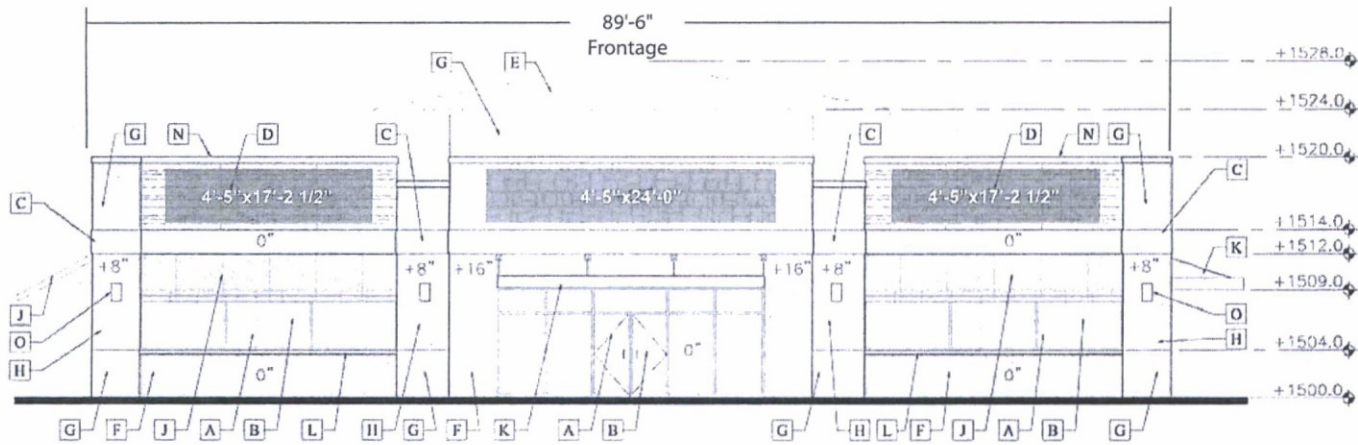 89'-6"
Frontage
G E
+1528.0
+1524.0
G N D C D N G
+1520.0
4'-5"x17'-2 1/2" 4'-5"x24'-0" 4'-5"x17'-2 1/2"
C C
+1514.0
0" 0"
K
+1512.0
+8" +8" +16" +16" +8" +8"
+1509.0
J
O O
0"
H H
+1504.0
0" 0"
+1500.0
G F J A B L H G F K A B G H L F J A B G